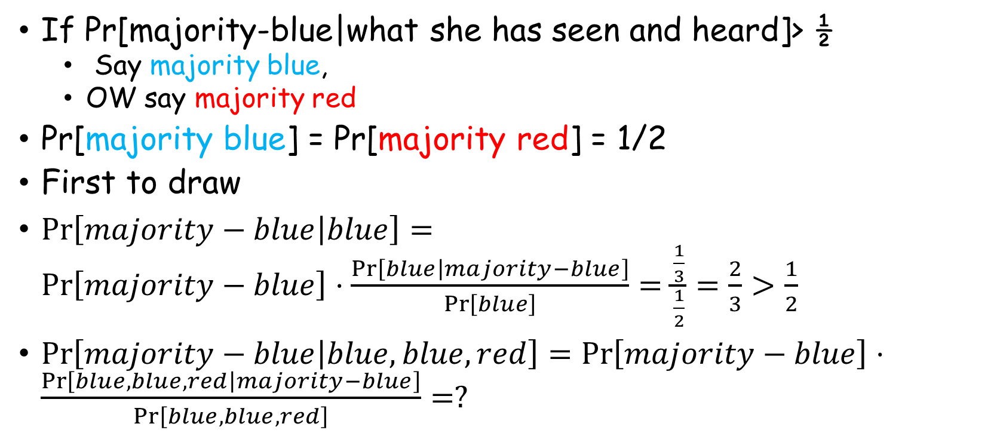 • If Pr[majority-blue|what she has seen and heard]> ½
• Say majority blue,
• OW say majority red
• Pr[majority blue] = Pr[majority red] = 1/2
• First to draw
• Pr[majority − blue|blue] =
Pr[majority − blue] · Pr[blue|majority−blue] / Pr[blue] = (1/3) / (1/2) = 2/3 > 1/2
• Pr[majority − blue|blue, blue, red] = Pr[majority − blue] ·
Pr[blue,blue,red|majority−blue] / Pr[blue,blue,red] =?